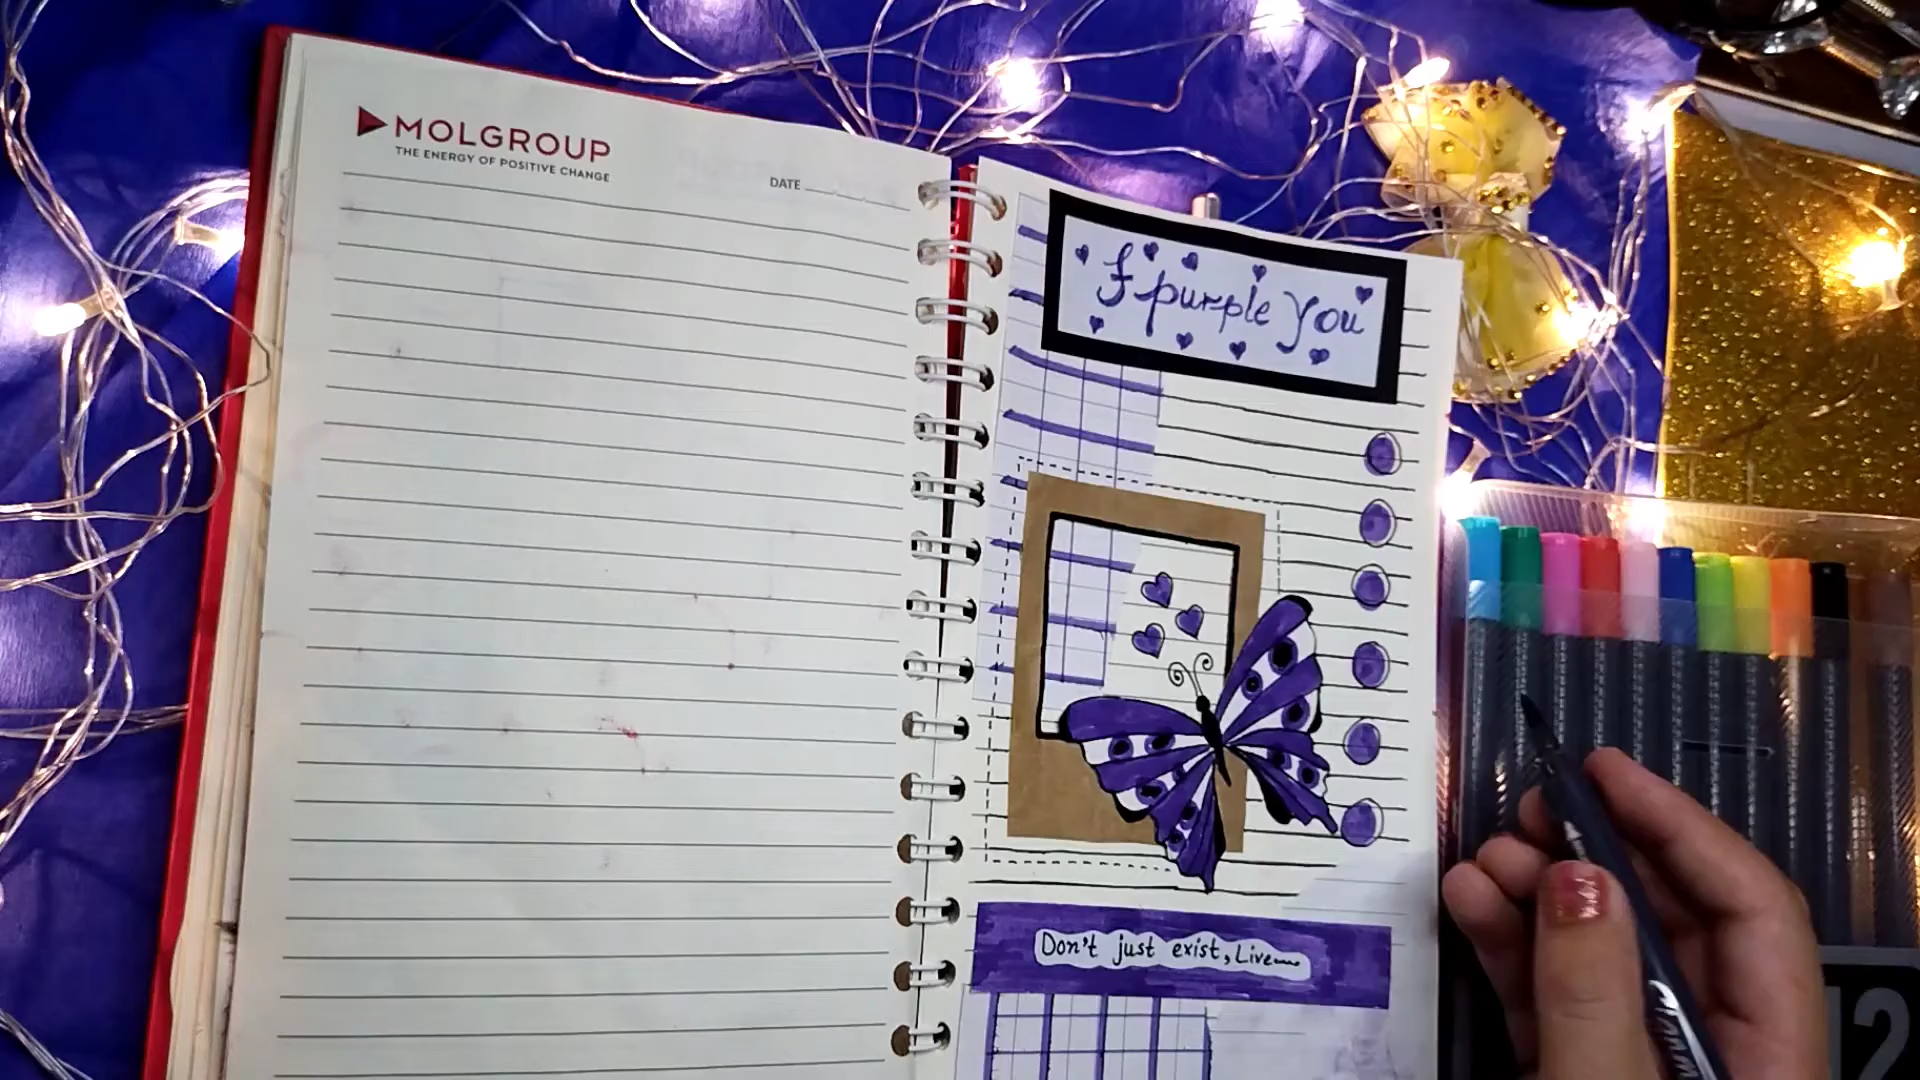 MOLGROUP
THE ENERGY OF POSITIVE CHANGE
DATE
I purple You
Don't just exist, Live
12